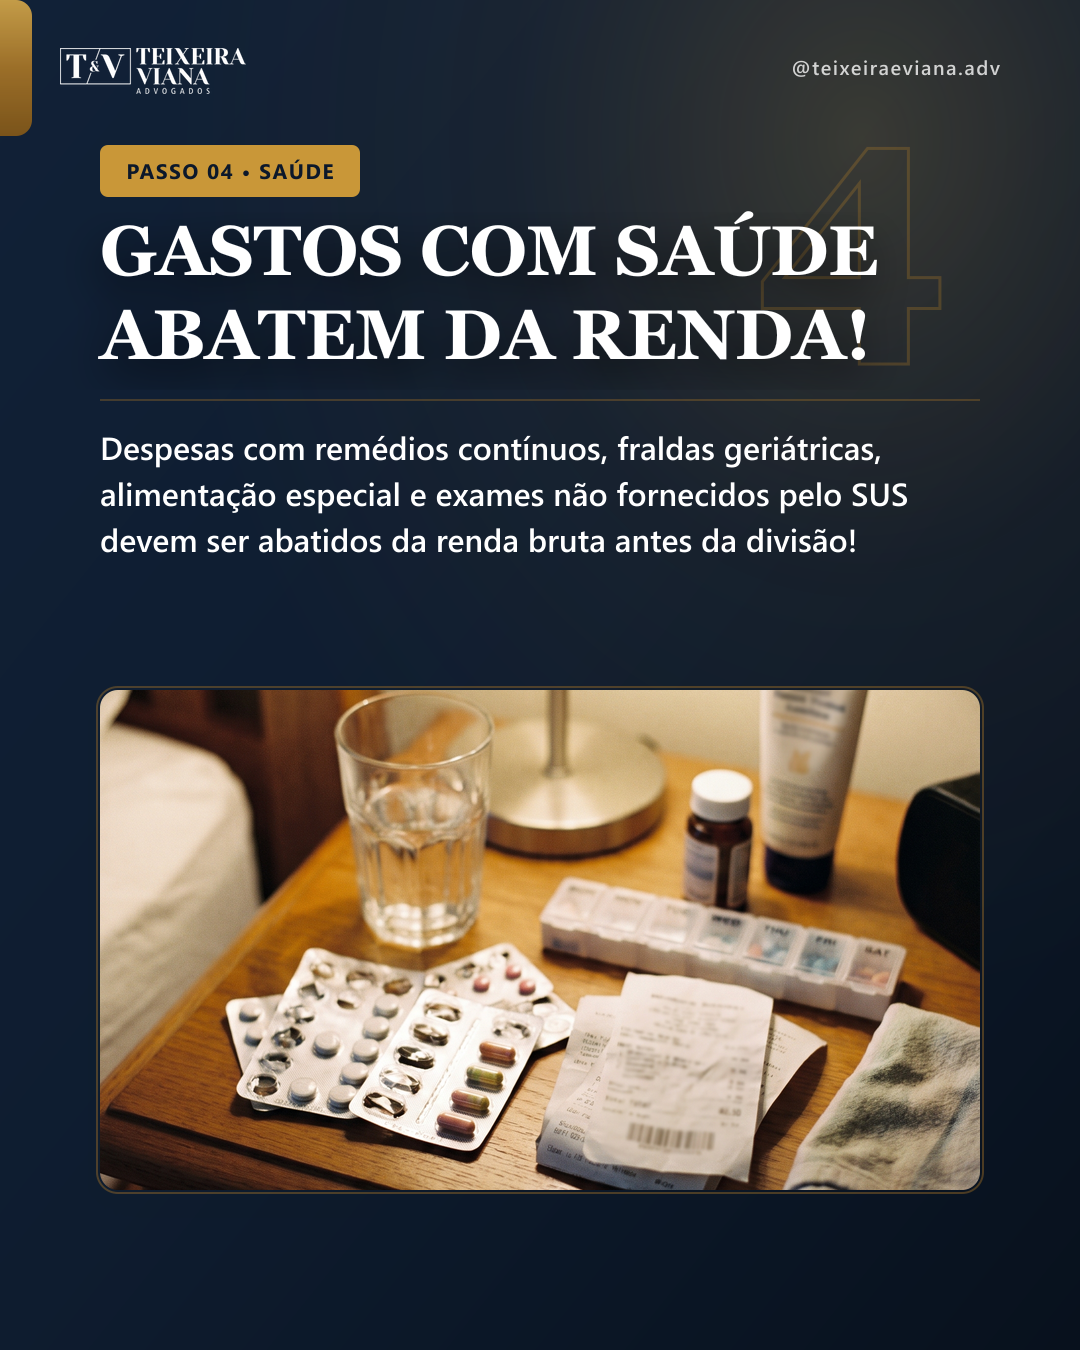 T&V TEIXEIRA
VIANA
ADVOGADOS
@teixeiraeviana.adv
PASSO 04 • SAÚDE
4
GASTOS COM SAÚDE
ABATEM DA RENDA!
Despesas com remédios contínuos, fraldas geriátricas,
alimentação especial e exames não fornecidos pelo SUS
devem ser abatidos da renda bruta antes da divisão!
WED THU FRI SAT